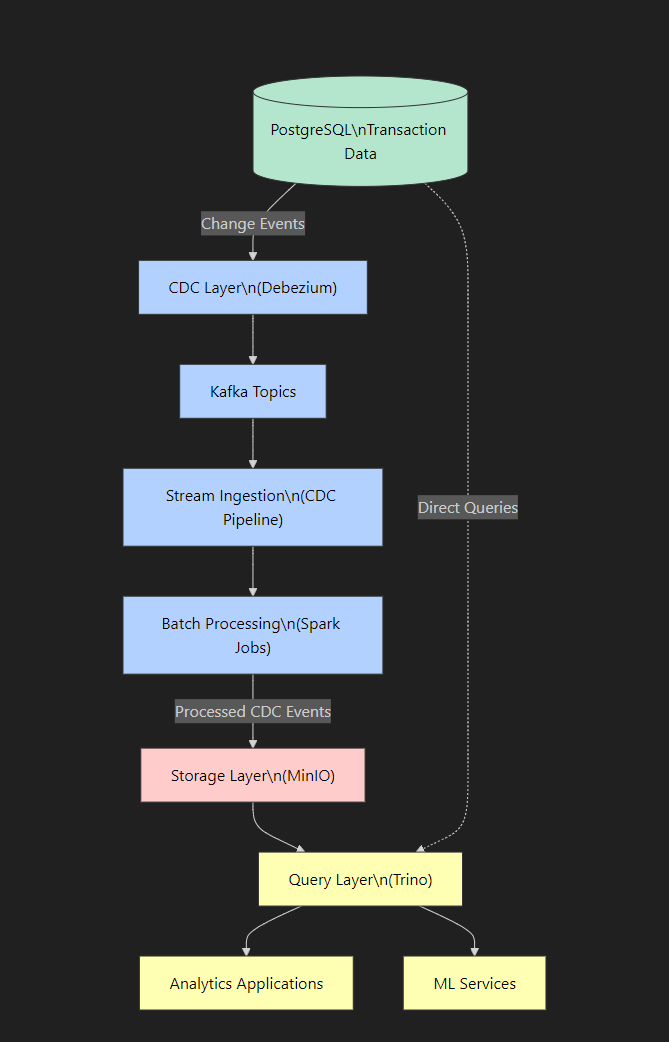 PostgreSQL\nTransaction
Data
Change Events
CDC Layer\n(Debezium)
Kafka Topics
Stream Ingestion\n(CDC
Pipeline)
Direct Queries
Batch Processing\n(Spark
Jobs)
Processed CDC Events
Storage Layer\n(MinIO)
Query Layer\n(Trino)
Analytics Applications
ML Services